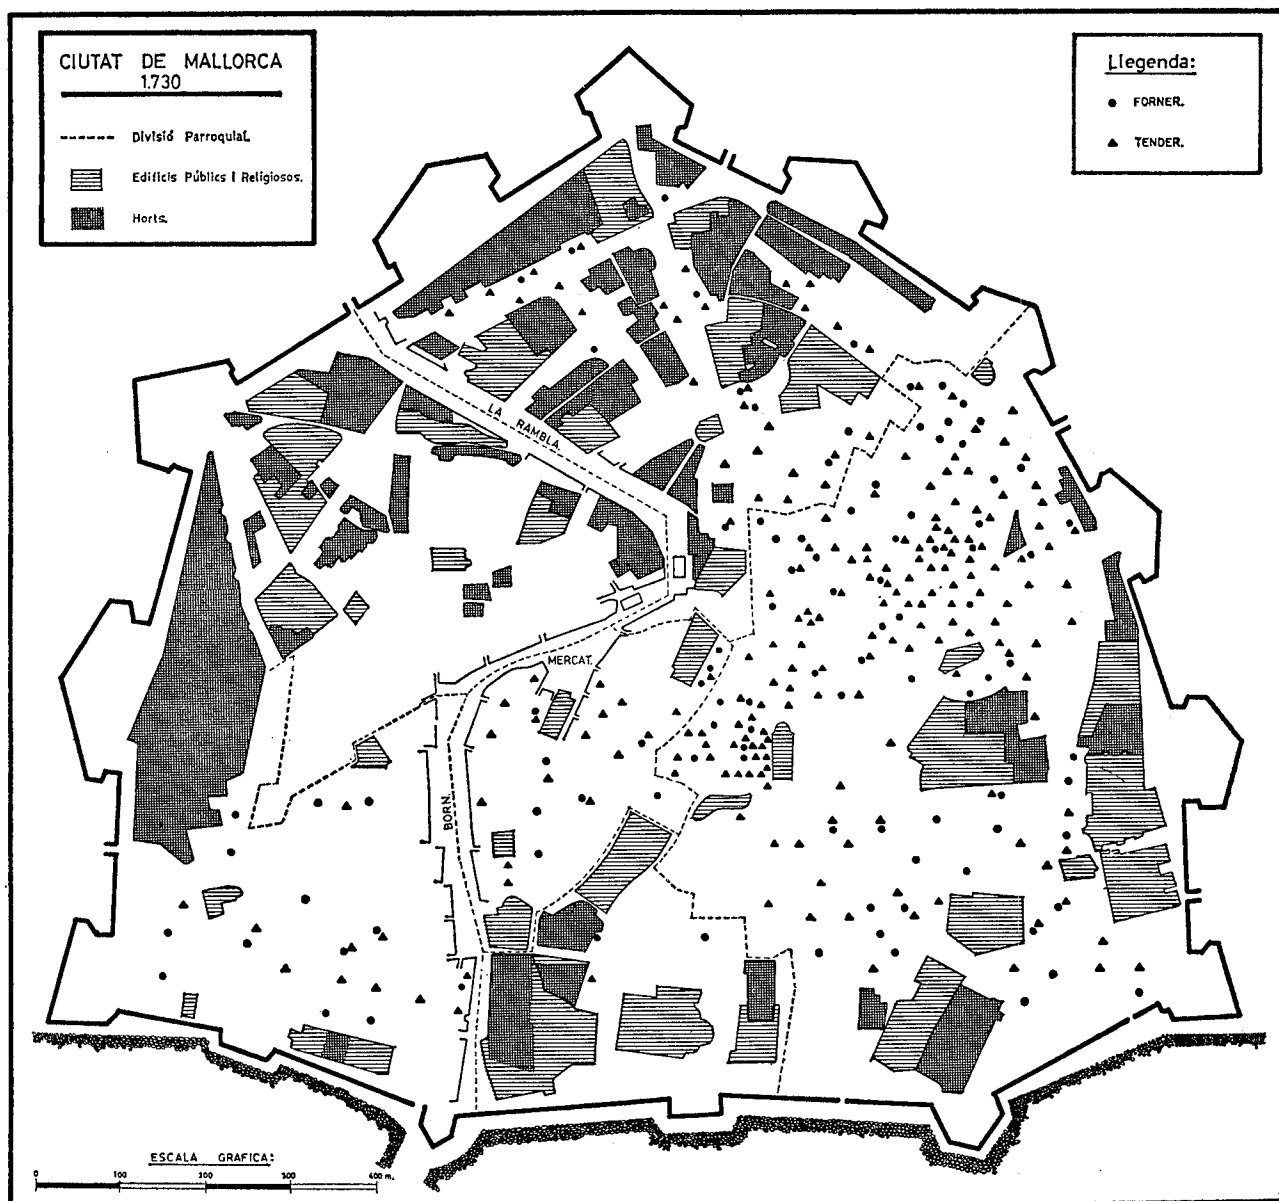 CIUTAT DE MALLORCA
1.730
Divisió Parroquial.
Edificis Públics i Religiosos.
Horts.
Llegenda:
FORNER.
TENDER.
LA RAMBLA.
MERCAT.
BORN.
ESCALA GRAFICA:
0 100 200 300 400 m.